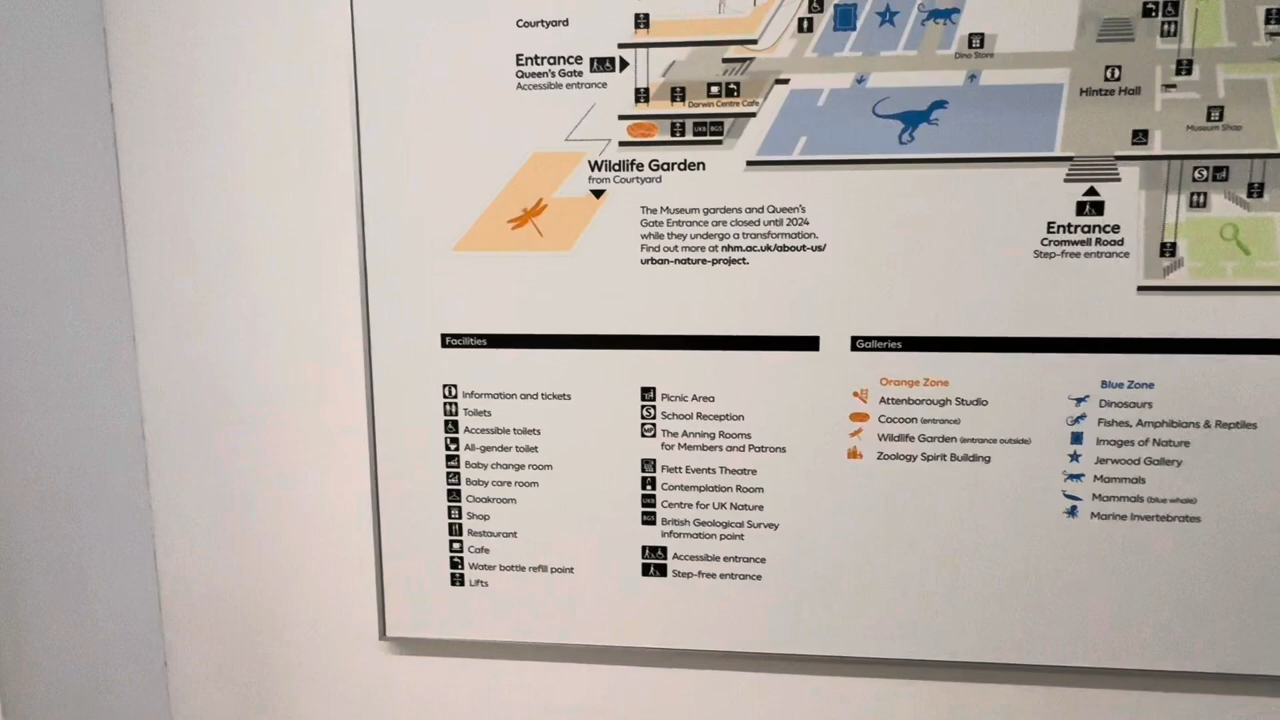 Courtyard
Entrance
Queen's Gate
Accessible entrance
Dino Store
Hintze Hall
Darwin Centre Cafe
UKB BGS
Museum Shop
Wildlife Garden
from Courtyard
The Museum gardens and Queen's
Gate Entrance are closed until 2024
while they undergo a transformation.
Find out more at nhm.ac.uk/about-us/
urban-nature-project.
Entrance
Cromwell Road
Step-free entrance
Facilities
Information and tickets
Toilets
Accessible toilets
All-gender toilet
Baby change room
Baby care room
Cloakroom
Shop
Restaurant
Cafe
Water bottle refill point
Lifts
Picnic Area
S School Reception
MP The Anning Rooms
for Members and Patrons
Flett Events Theatre
Contemplation Room
UKB Centre for UK Nature
BGS British Geological Survey
information point
Accessible entrance
Step-free entrance
Galleries
Orange Zone
Attenborough Studio
Cocoon (entrance)
Wildlife Garden (entrance outside)
Zoology Spirit Building
Blue Zone
Dinosaurs
Fishes, Amphibians & Reptiles
Images of Nature
Jerwood Gallery
Mammals
Mammals (blue whale)
Marine Invertebrates